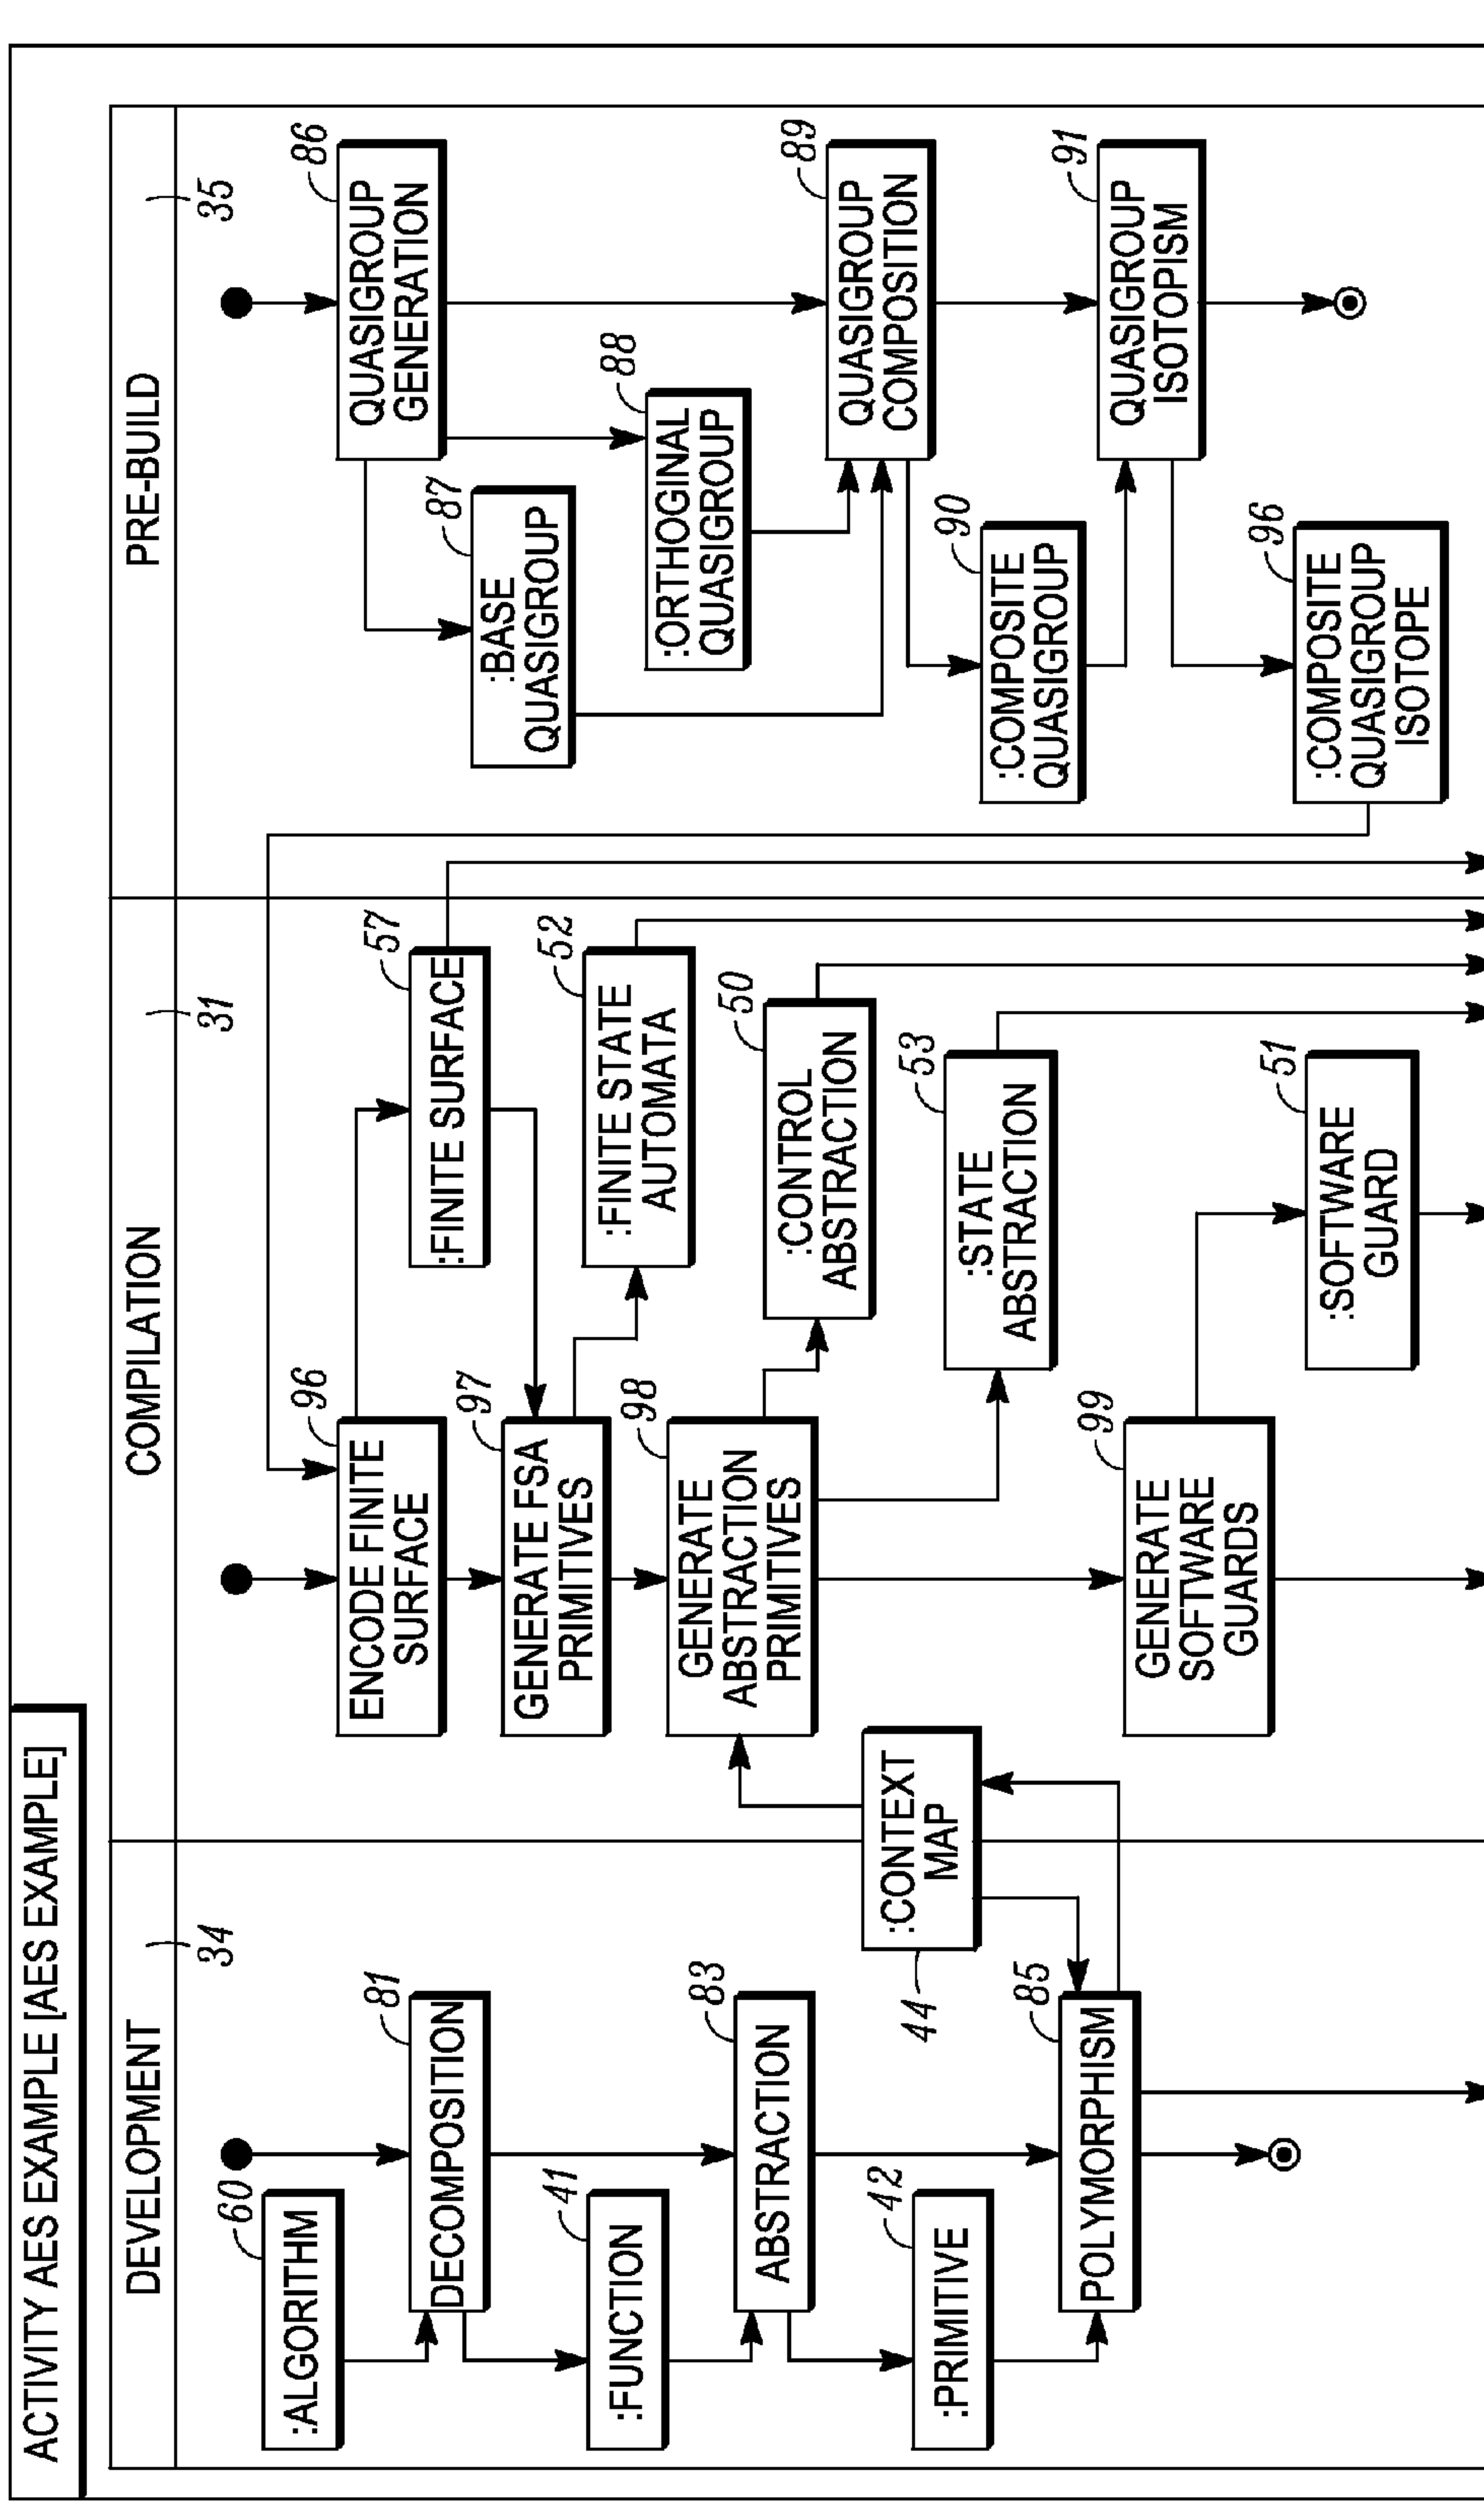 ACTIVITY AES EXAMPLE [AES EXAMPLE]
DEVELOPMENT
34
:ALGORITHM
60
DECOMPOSITION
81
:FUNCTION
41
ABSTRACTION
83
:PRIMITIVE
42
POLYMORPHISM
85
:CONTEXT
MAP
44
COMPILATION
31
ENCODE FINITE
SURFACE
96
:FINITE SURFACE
57
GENERATE FSA
PRIMITIVES
97
:FINITE STATE
AUTOMATA
52
GENERATE
ABSTRACTION
PRIMITIVES
98
:CONTROL
ABSTRACTION
50
:STATE
ABSTRACTION
53
GENERATE
SOFTWARE
GUARDS
99
:SOFTWARE
GUARD
51
PRE-BUILD
35
QUASIGROUP
GENERATION
86
:BASE
QUASIGROUP
87
:ORTHOGINAL
QUASIGROUP
88
QUASIGROUP
COMPOSITION
89
:COMPOSITE
QUASIGROUP
90
QUASIGROUP
ISOTOPISM
91
:COMPOSITE
QUASIGROUP
ISOTOPE
96